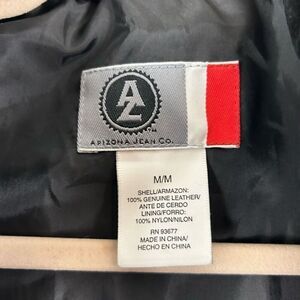 AZ
ARIZONA JEAN CO.
M/M
SHELL/ARMAZON:
100% GENUINE LEATHER/
ANTE DE CERDO
LINING/FORRO:
100% NYLON/NILON
RN 93677
MADE IN CHINA/
HECHO EN CHINA